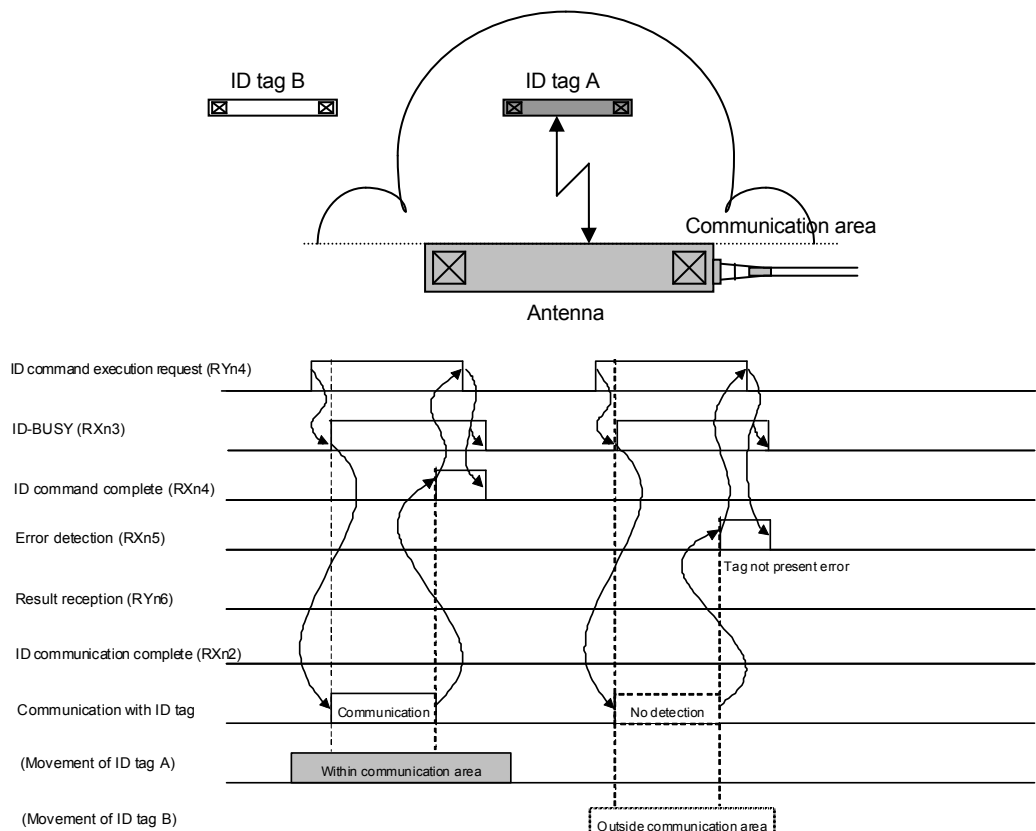 ID tag B
ID tag A
Communication area
Antenna
ID command execution request (RYn4)
ID-BUSY (RXn3)
ID command complete (RXn4)
Error detection (RXn5)
Tag not present error
Result reception (RYn6)
ID communication complete (RXn2)
Communication with ID tag
Communication
No detection
(Movement of ID tag A)
Within communication area
(Movement of ID tag B)
Outside communication area